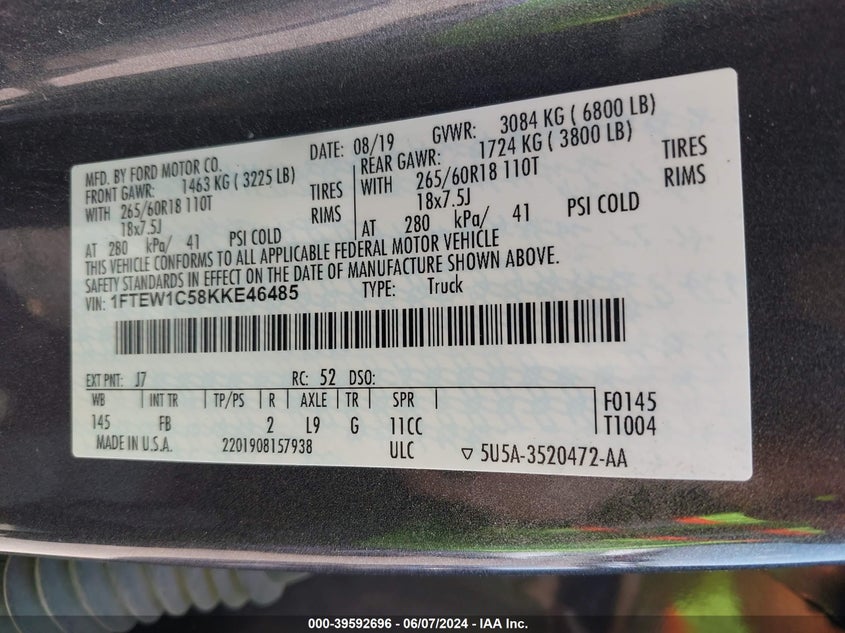 MFD. BY FORD MOTOR CO.
DATE: 08/19 GVWR: 3084 KG ( 6800 LB)
FRONT GAWR: 1463 KG ( 3225 LB)
WITH 265/60R18 110T TIRES
18x7.5J RIMS
AT 280 kPa/ 41 PSI COLD
REAR GAWR: 1724 KG ( 3800 LB)
WITH 265/60R18 110T TIRES
18x7.5J RIMS
AT 280 kPa/ 41 PSI COLD
THIS VEHICLE CONFORMS TO ALL APPLICABLE FEDERAL MOTOR VEHICLE
SAFETY STANDARDS IN EFFECT ON THE DATE OF MANUFACTURE SHOWN ABOVE.
VIN: 1FTEW1C58KKE46485 TYPE: Truck
EXT PNT: J7 RC: 52 DSO:
WB INT TR TP/PS R AXLE TR SPR
145 FB 2 L9 G 11CC
F0145
T1004
MADE IN U.S.A. 2201908157938 ULC ▽ 5U5A-3520472-AA
000-39592696 - 06/07/2024 - IAA Inc.